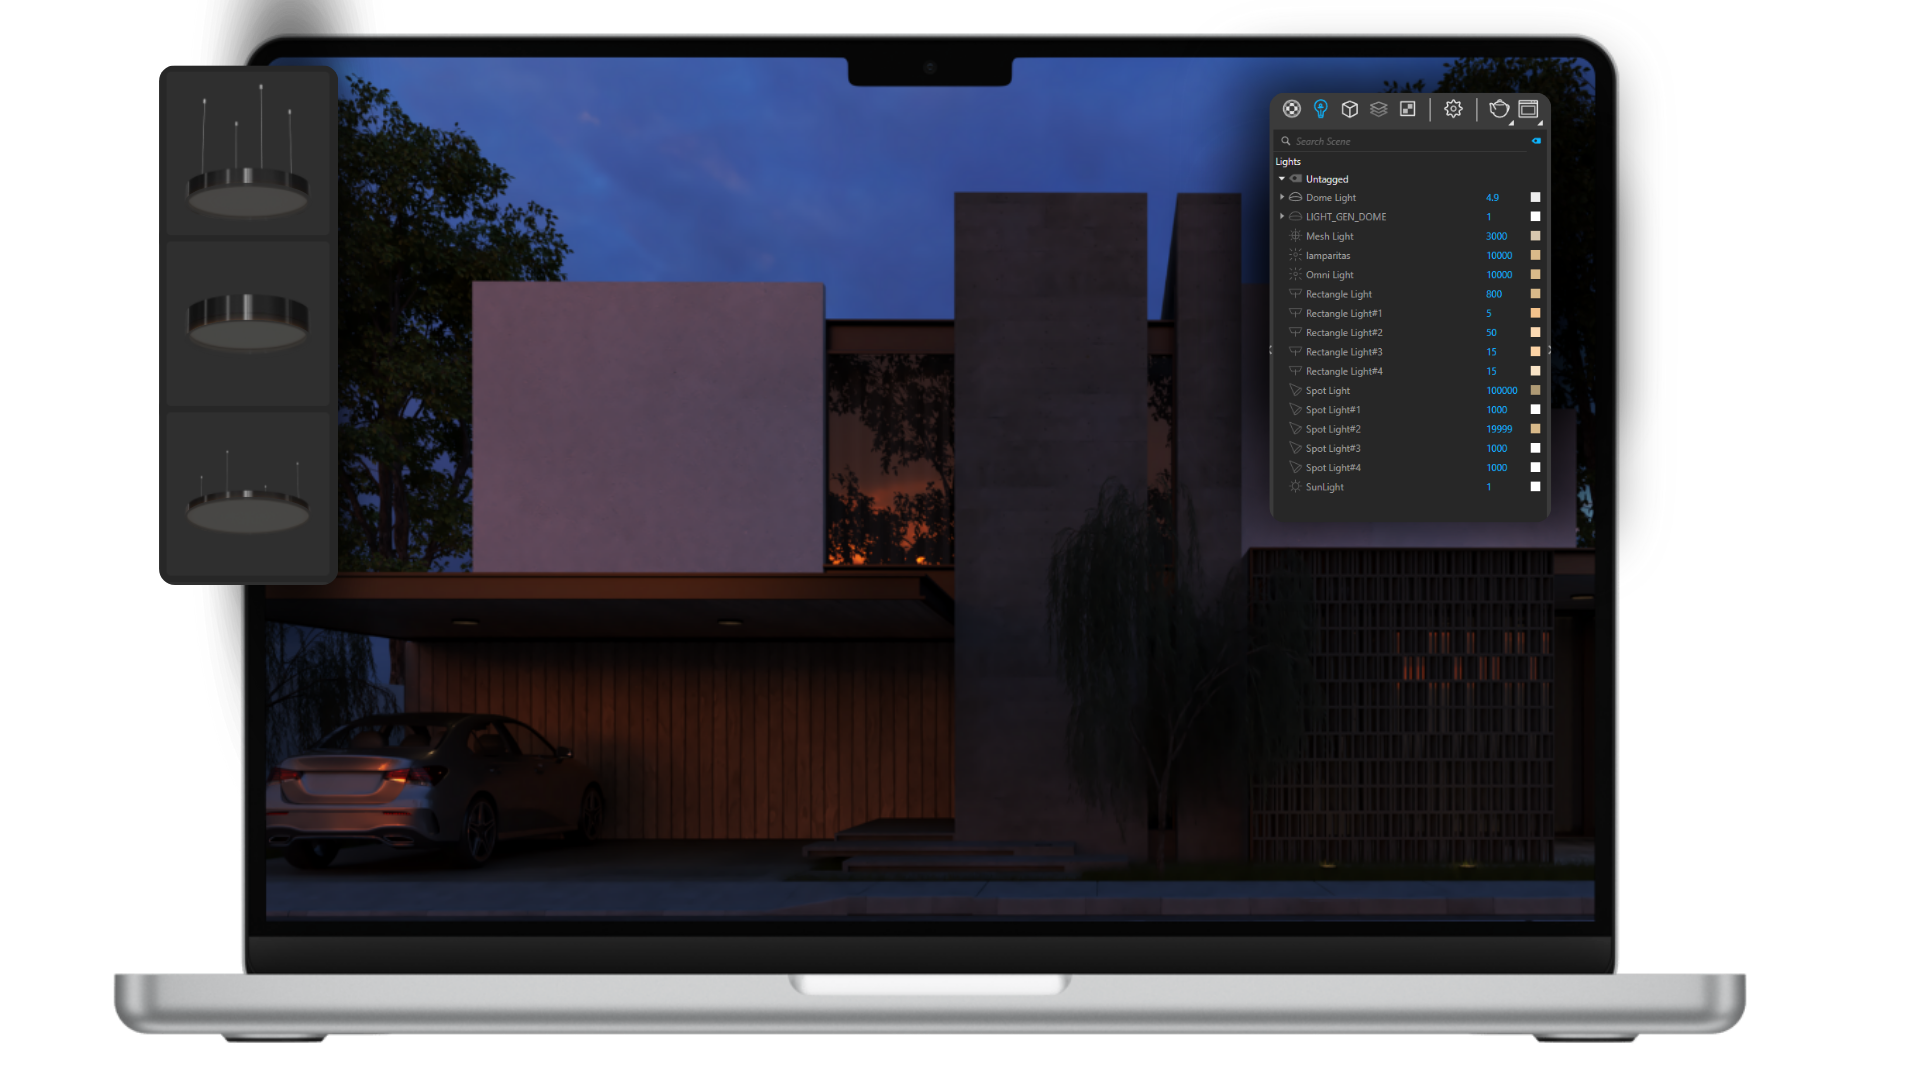 Search Scene
Lights
Untagged
Dome Light 4.9
LIGHT_GEN_DOME 1
Mesh Light 3000
lamparitas 10000
Omni Light 10000
Rectangle Light 800
Rectangle Light#1 5
Rectangle Light#2 50
Rectangle Light#3 15
Rectangle Light#4 15
Spot Light 100000
Spot Light#1 1000
Spot Light#2 19999
Spot Light#3 1000
Spot Light#4 1000
SunLight 1